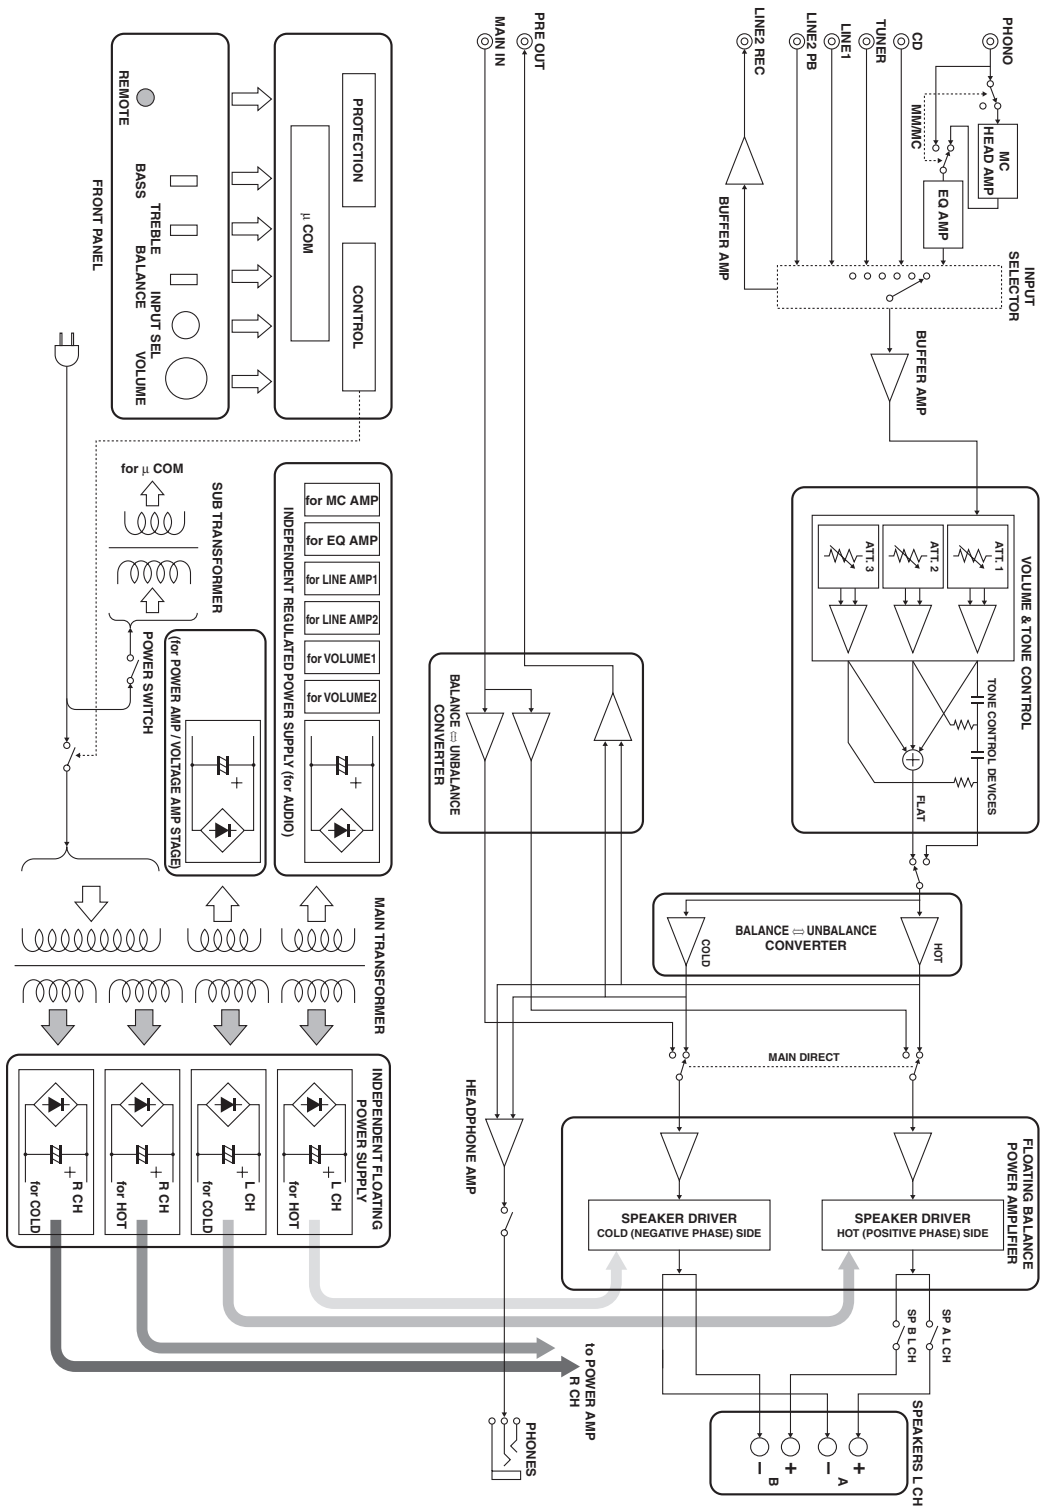 PHONO
CD
TUNER
LINE1
LINE2 PB
LINE2 REC
PRE OUT
MAIN IN
MM/MC
MC
HEAD AMP
EQ AMP
BUFFER AMP
INPUT
SELECTOR
BUFFER AMP
VOLUME & TONE CONTROL
ATT. 1
ATT. 2
ATT. 3
TONE CONTROL DEVICES
+
FLAT
BALANCE ⇔ UNBALANCE
CONVERTER
HOT
COLD
BALANCE ⇔ UNBALANCE
CONVERTER
MAIN DIRECT
FLOATING BALANCE
POWER AMPLIFIER
SPEAKER DRIVER
HOT (POSITIVE PHASE) SIDE
SPEAKER DRIVER
COLD (NEGATIVE PHASE) SIDE
SP A L CH
SP B L CH
SPEAKERS L CH
+
–
A
+
–
B
HEADPHONE AMP
PHONES
to POWER AMP
R CH
PROTECTION
CONTROL
μ COM
REMOTE
BASS
TREBLE
BALANCE
INPUT SEL
VOLUME
FRONT PANEL
for μ COM
SUB TRANSFORMER
POWER SWITCH
for MC AMP
for EQ AMP
for LINE AMP1
for LINE AMP2
for VOLUME1
for VOLUME2
+
INDEPENDENT REGULATED POWER SUPPLY (for AUDIO)
+
(for POWER AMP / VOLTAGE AMP STAGE)
MAIN TRANSFORMER
INDEPENDENT FLOATING
POWER SUPPLY
+
L CH
for HOT
+
L CH
for COLD
+
R CH
for HOT
+
R CH
for COLD